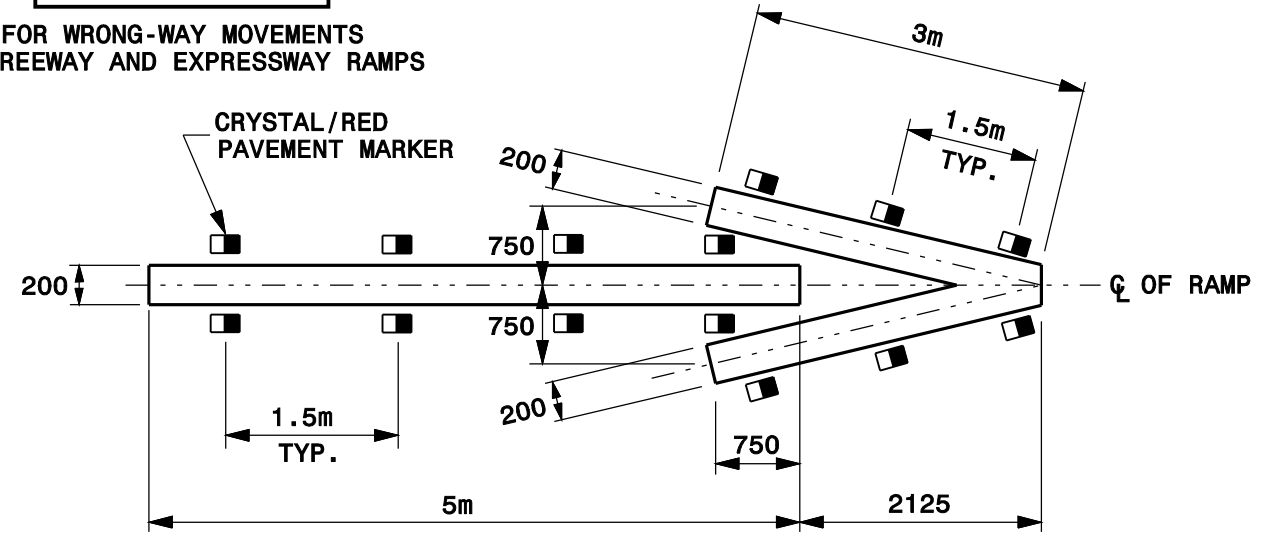 FOR WRONG-WAY MOVEMENTS
REEWAY AND EXPRESSWAY RAMPS
3m
CRYSTAL/RED
PAVEMENT MARKER
1.5m
TYP.
200
750
200
℄ OF RAMP
750
200
1.5m
TYP.
750
5m
2125